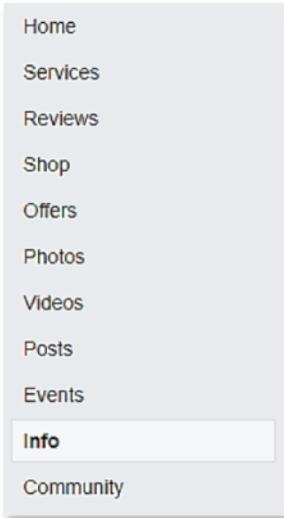 Home
Services
Reviews
Shop
Offers
Photos
Videos
Posts
Events
Info
Community